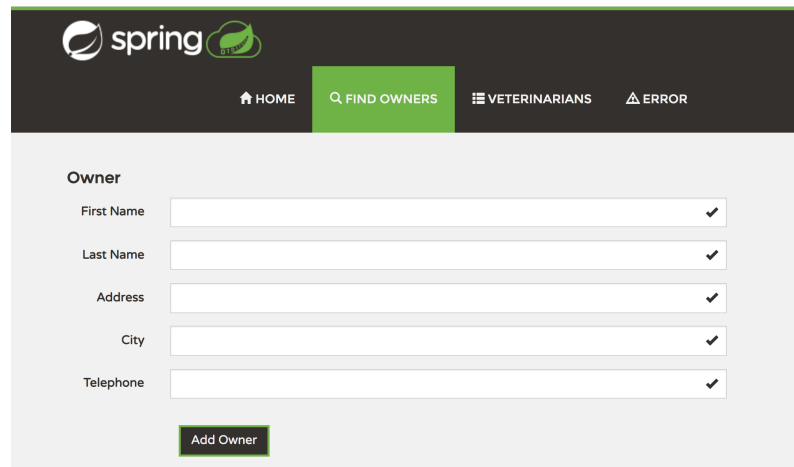 spring
HOME
FIND OWNERS
VETERINARIANS
ERROR
Owner
First Name
Last Name
Address
City
Telephone
Add Owner